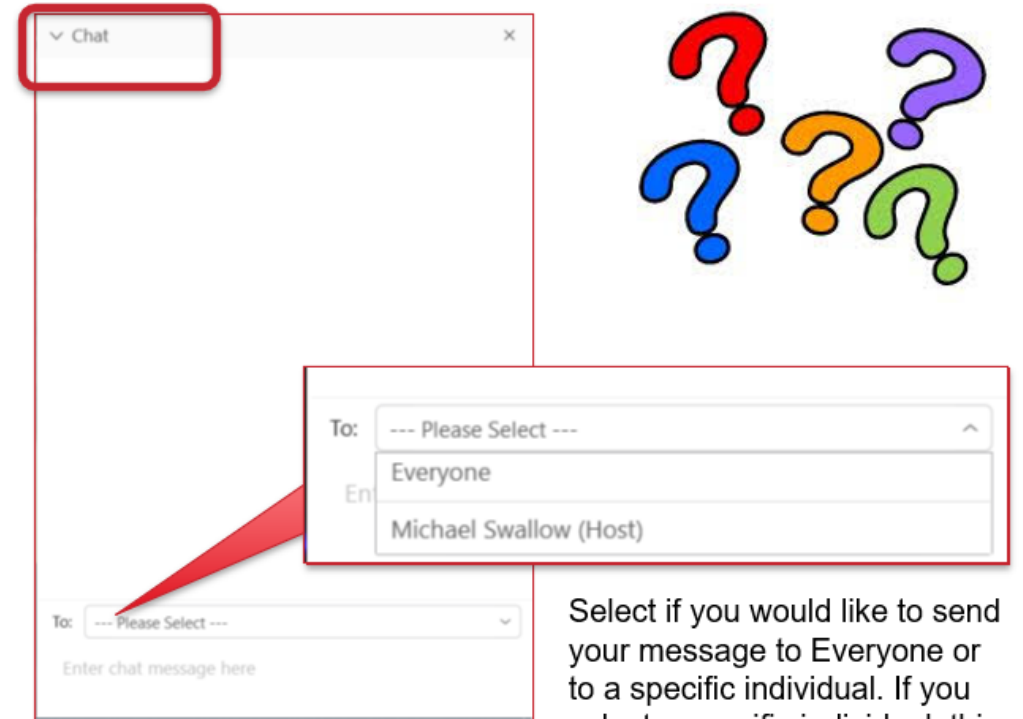 Chat
To: --- Please Select ---
Everyone
En
Michael Swallow (Host)
To: --- Please Select ---
Enter chat message here
Select if you would like to send
your message to Everyone or
to a specific individual. If you